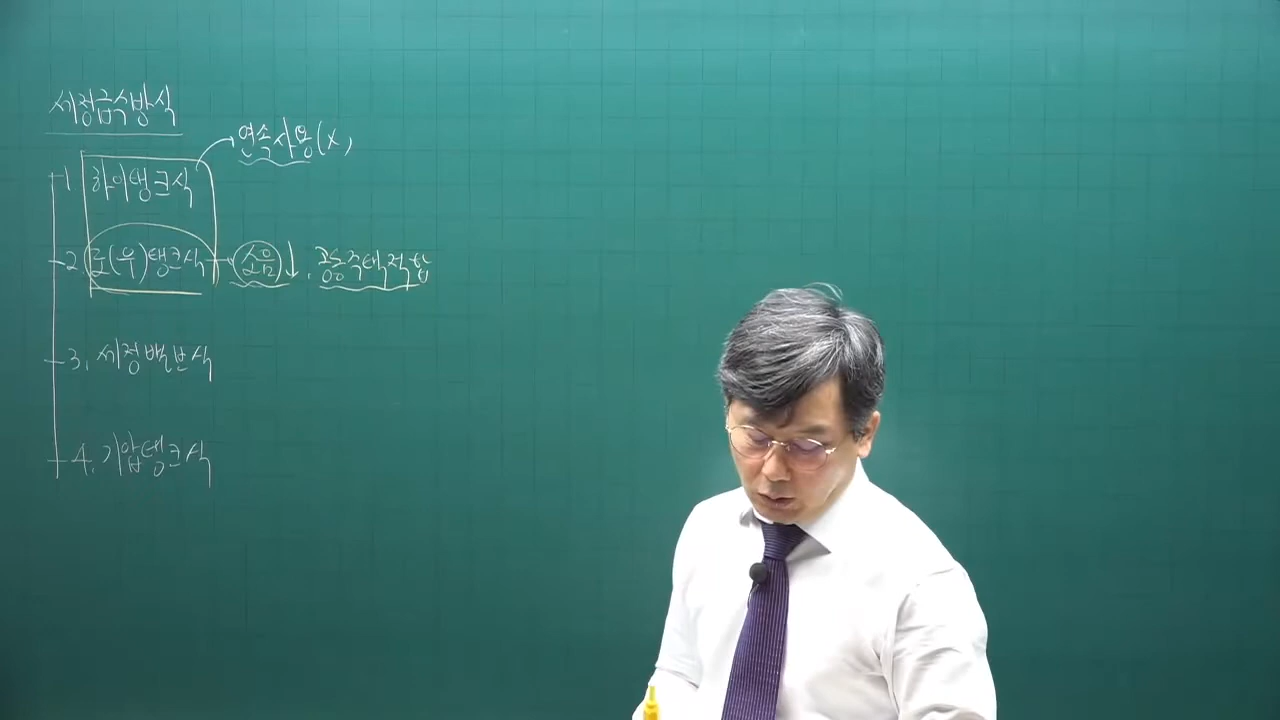 세정급수방식
연속사용(X)
1 하이탱크식
2. 로(우)탱크식 - (소음)↓. 공동주택적합
3. 세정밸브식
4. 기압탱크식